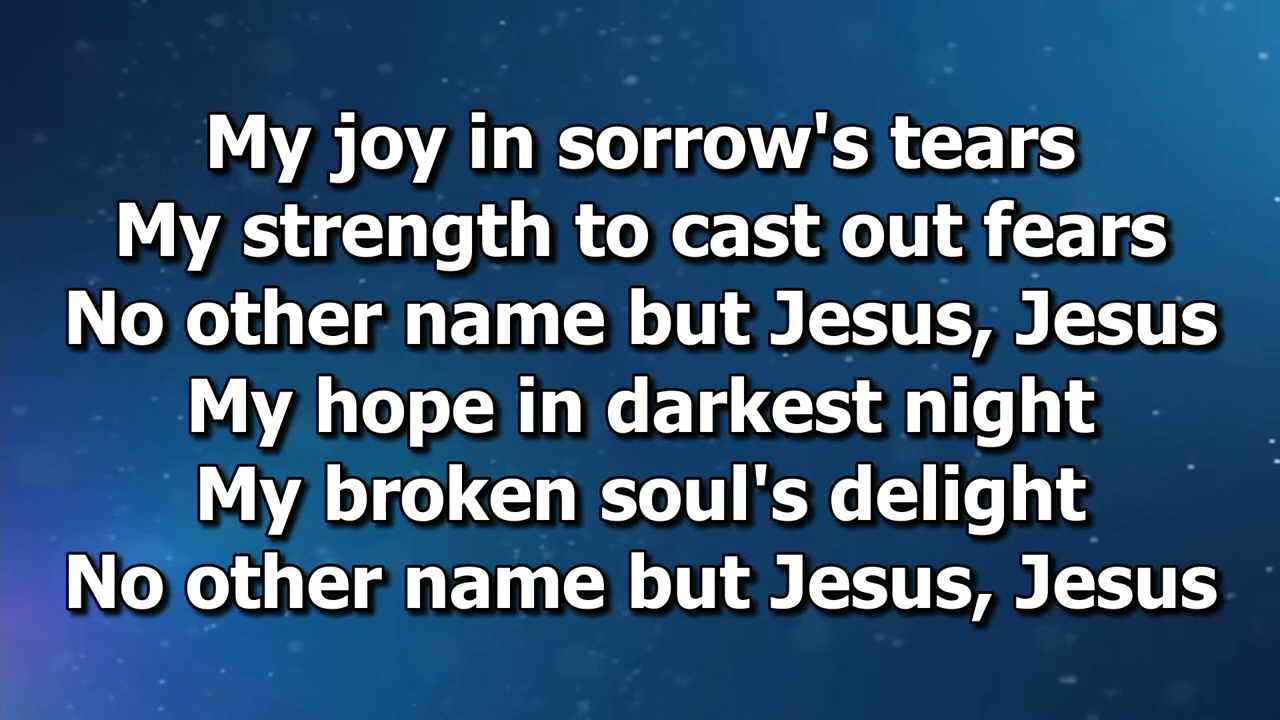 My joy in sorrow's tears
My strength to cast out fears
No other name but Jesus, Jesus
My hope in darkest night
My broken soul's delight
No other name but Jesus, Jesus